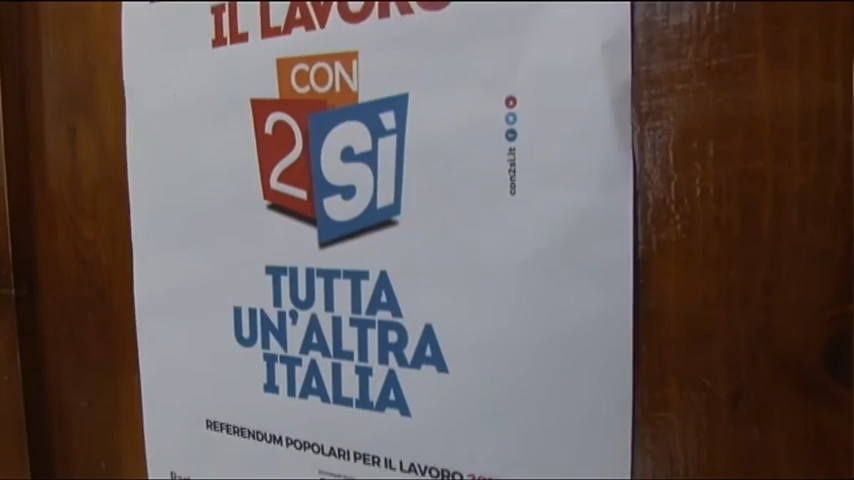 IL LAVORO
CON
2 SÌ
con2si.it
TUTTA
UN'ALTRA
ITALIA
REFERENDUM POPOLARI PER IL LAVORO